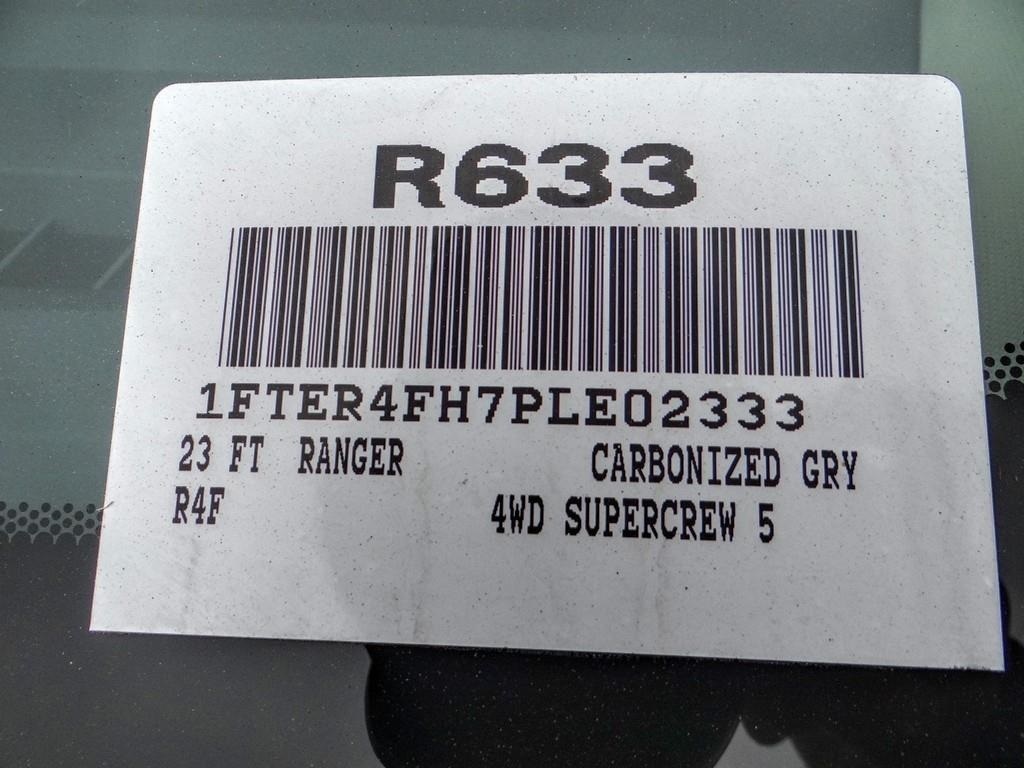 R633
1FTER4FH7PLE02333
23 FT RANGER CARBONIZED GRY
R4F 4WD SUPERCREW 5